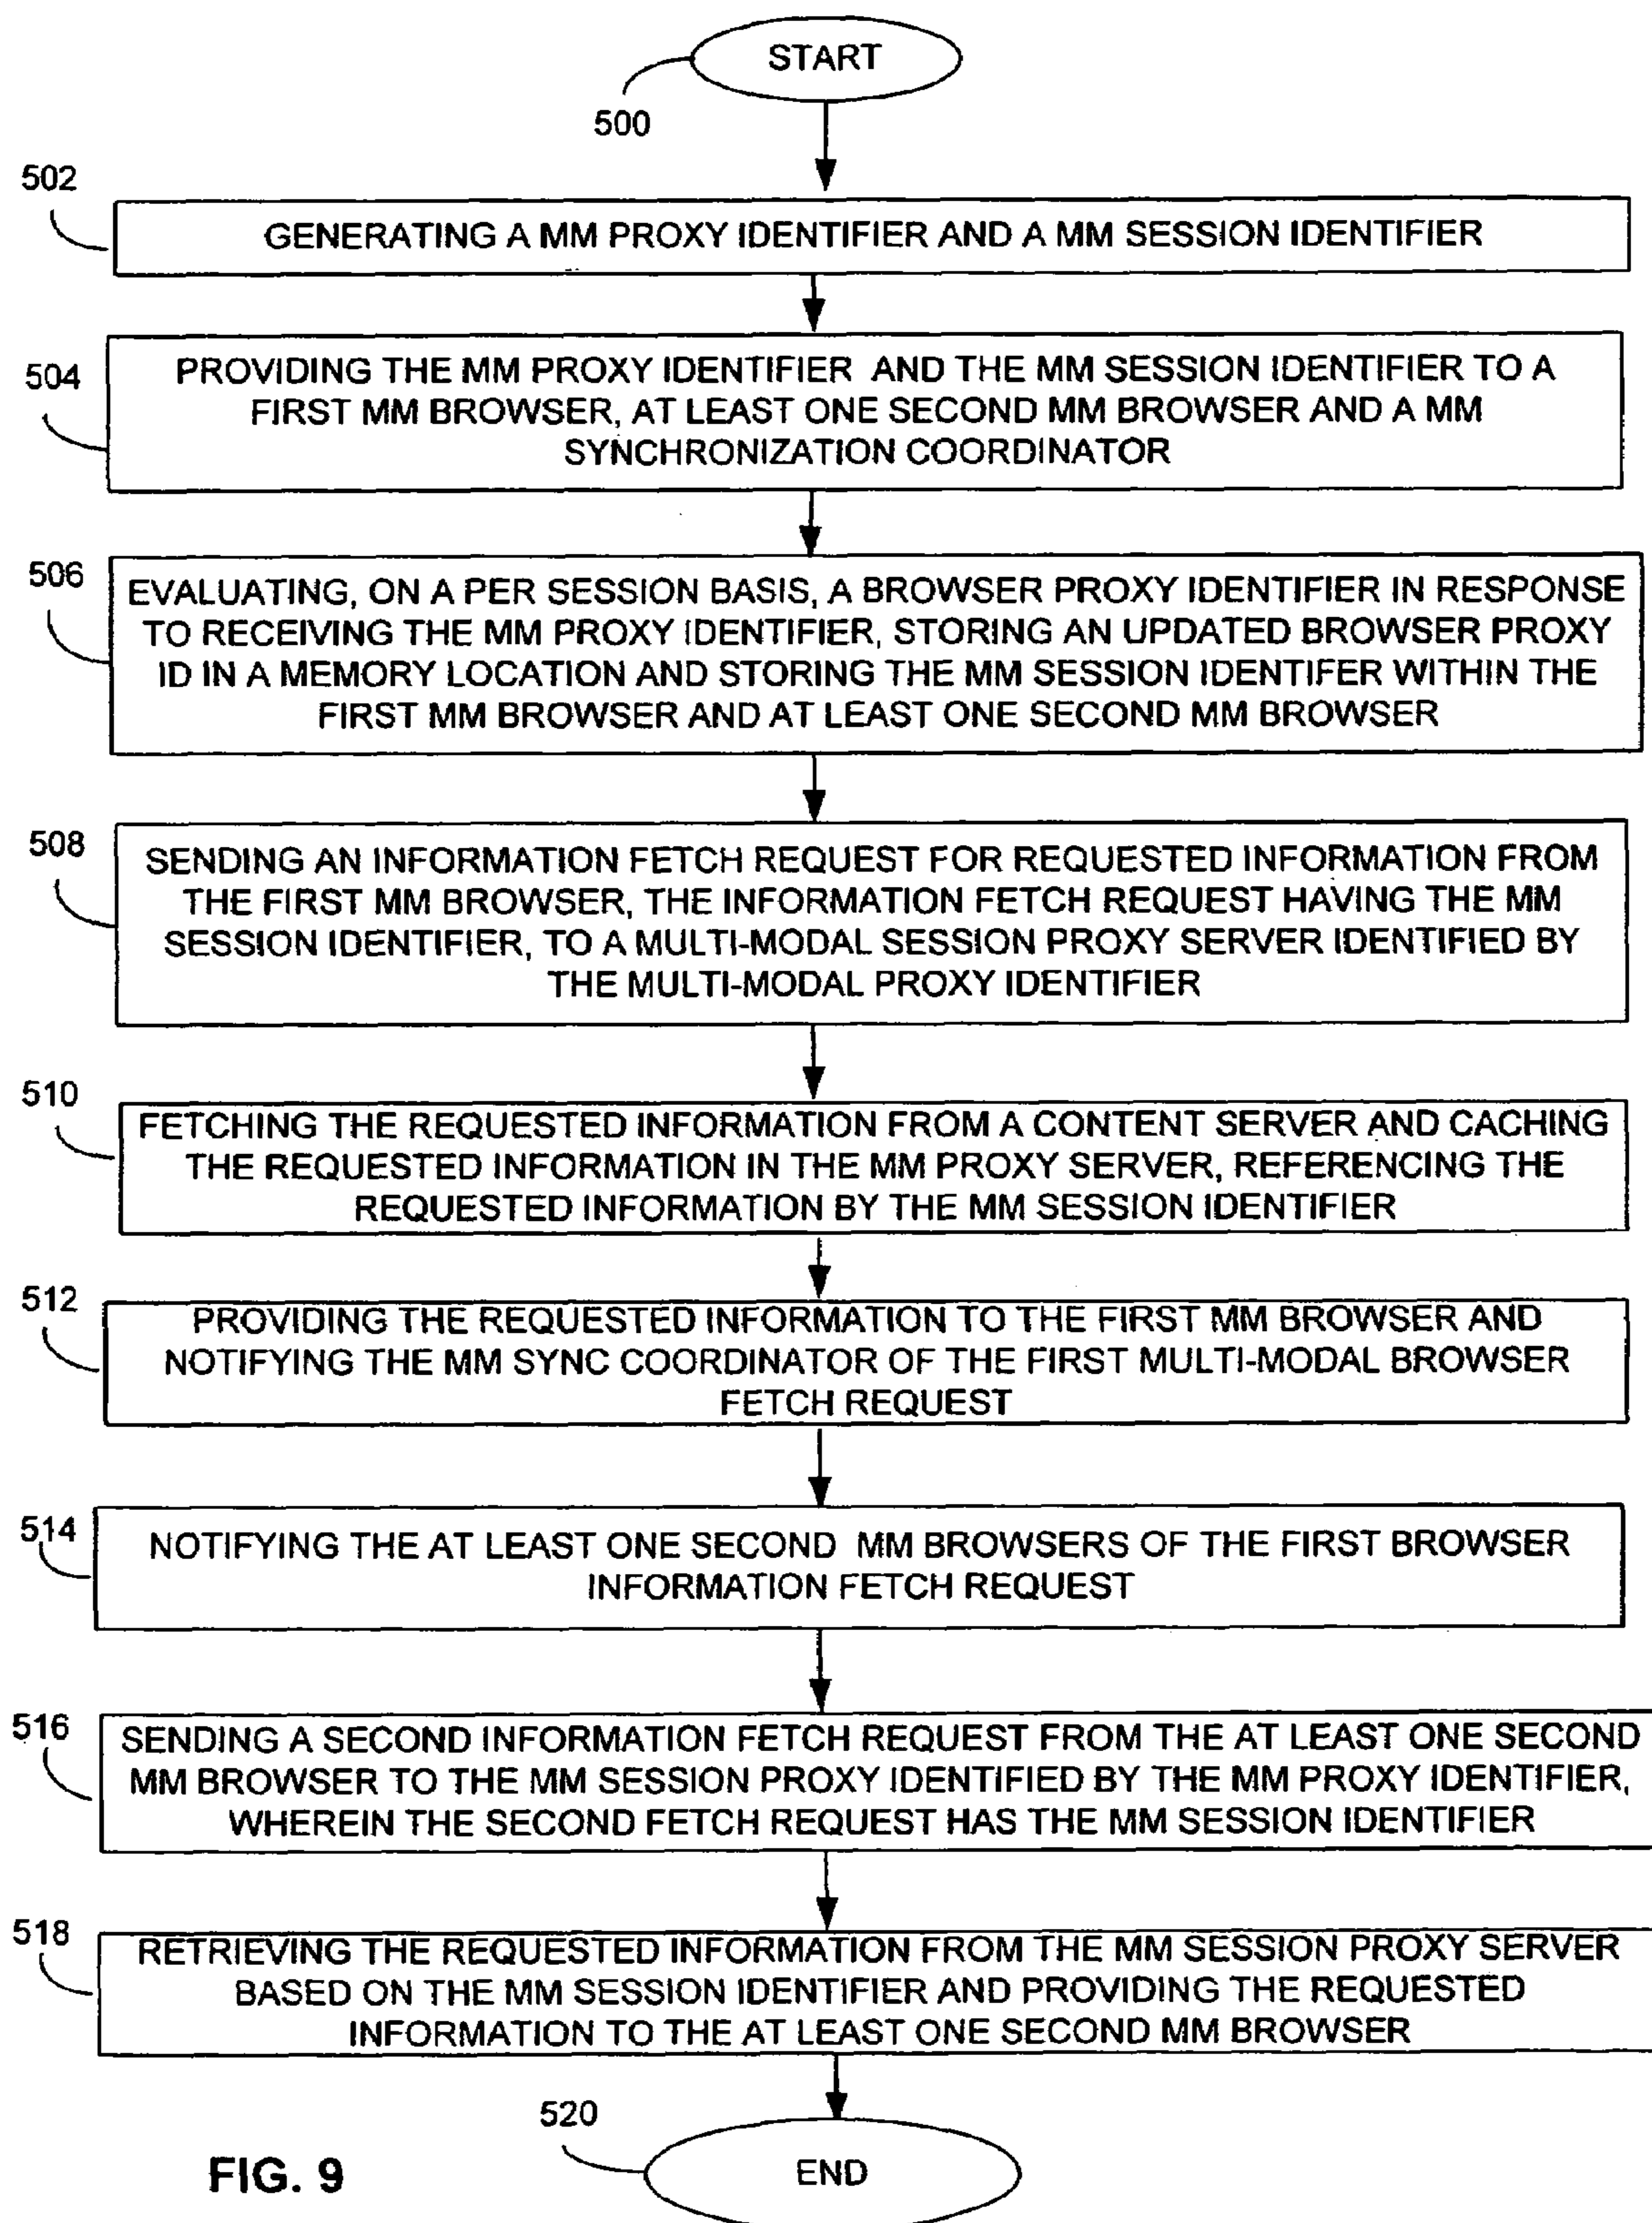 START
500
502
GENERATING A MM PROXY IDENTIFIER AND A MM SESSION IDENTIFIER
504
PROVIDING THE MM PROXY IDENTIFIER AND THE MM SESSION IDENTIFIER TO A
FIRST MM BROWSER, AT LEAST ONE SECOND MM BROWSER AND A MM
SYNCHRONIZATION COORDINATOR
506
EVALUATING, ON A PER SESSION BASIS, A BROWSER PROXY IDENTIFIER IN RESPONSE
TO RECEIVING THE MM PROXY IDENTIFIER, STORING AN UPDATED BROWSER PROXY
ID IN A MEMORY LOCATION AND STORING THE MM SESSION IDENTIFER WITHIN THE
FIRST MM BROWSER AND AT LEAST ONE SECOND MM BROWSER
508
SENDING AN INFORMATION FETCH REQUEST FOR REQUESTED INFORMATION FROM
THE FIRST MM BROWSER, THE INFORMATION FETCH REQUEST HAVING THE MM
SESSION IDENTIFIER, TO A MULTI-MODAL SESSION PROXY SERVER IDENTIFIED BY
THE MULTI-MODAL PROXY IDENTIFIER
510
FETCHING THE REQUESTED INFORMATION FROM A CONTENT SERVER AND CACHING
THE REQUESTED INFORMATION IN THE MM PROXY SERVER, REFERENCING THE
REQUESTED INFORMATION BY THE MM SESSION IDENTIFIER
512
PROVIDING THE REQUESTED INFORMATION TO THE FIRST MM BROWSER AND
NOTIFYING THE MM SYNC COORDINATOR OF THE FIRST MULTI-MODAL BROWSER
FETCH REQUEST
514
NOTIFYING THE AT LEAST ONE SECOND MM BROWSERS OF THE FIRST BROWSER
INFORMATION FETCH REQUEST
516
SENDING A SECOND INFORMATION FETCH REQUEST FROM THE AT LEAST ONE SECOND
MM BROWSER TO THE MM SESSION PROXY IDENTIFIED BY THE MM PROXY IDENTIFIER,
WHEREIN THE SECOND FETCH REQUEST HAS THE MM SESSION IDENTIFIER
518
RETRIEVING THE REQUESTED INFORMATION FROM THE MM SESSION PROXY SERVER
BASED ON THE MM SESSION IDENTIFIER AND PROVIDING THE REQUESTED
INFORMATION TO THE AT LEAST ONE SECOND MM BROWSER
520
END
FIG. 9